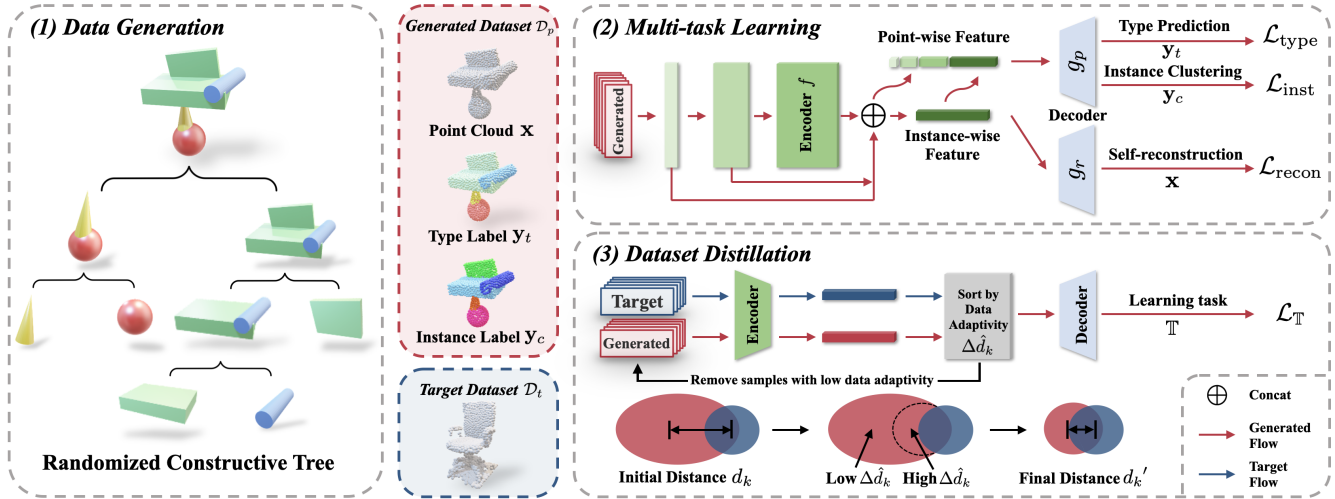 (1) Data Generation
Randomized Constructive Tree
Generated Dataset 𝒟ₚ
Point Cloud x
Type Label yₜ
Instance Label y_c
Target Dataset 𝒟ₜ
(2) Multi-task Learning
Generated
Encoder f
Point-wise Feature
Instance-wise
Feature
gₚ
Decoder
gᵣ
Type Prediction
yₜ
ℒtype
Instance Clustering
y_c
ℒinst
Self-reconstruction
x
ℒrecon
(3) Dataset Distillation
Target
Generated
Encoder
Sort by
Data
Adaptivity
Δd̂ₖ
Decoder
Learning task
𝕋
ℒ𝕋
Remove samples with low data adaptivity
Initial Distance dₖ
Low Δd̂ₖ
High Δd̂ₖ
Final Distance dₖ′
Concat
Generated
Flow
Target
Flow